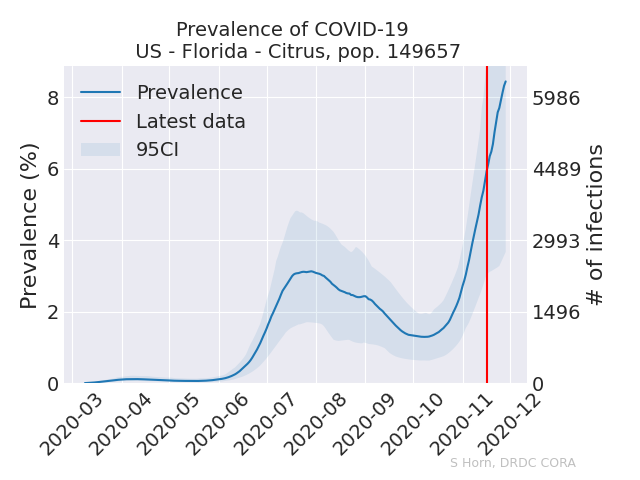 Prevalence of COVID-19
US - Florida - Citrus, pop. 149657
Prevalence
Latest data
95CI
Prevalence (%)
8
6
4
2
0
5986
4489
2993
1496
0
# of infections
2020-03
2020-04
2020-05
2020-06
2020-07
2020-08
2020-09
2020-10
2020-11
2020-12
S Horn, DRDC CORA